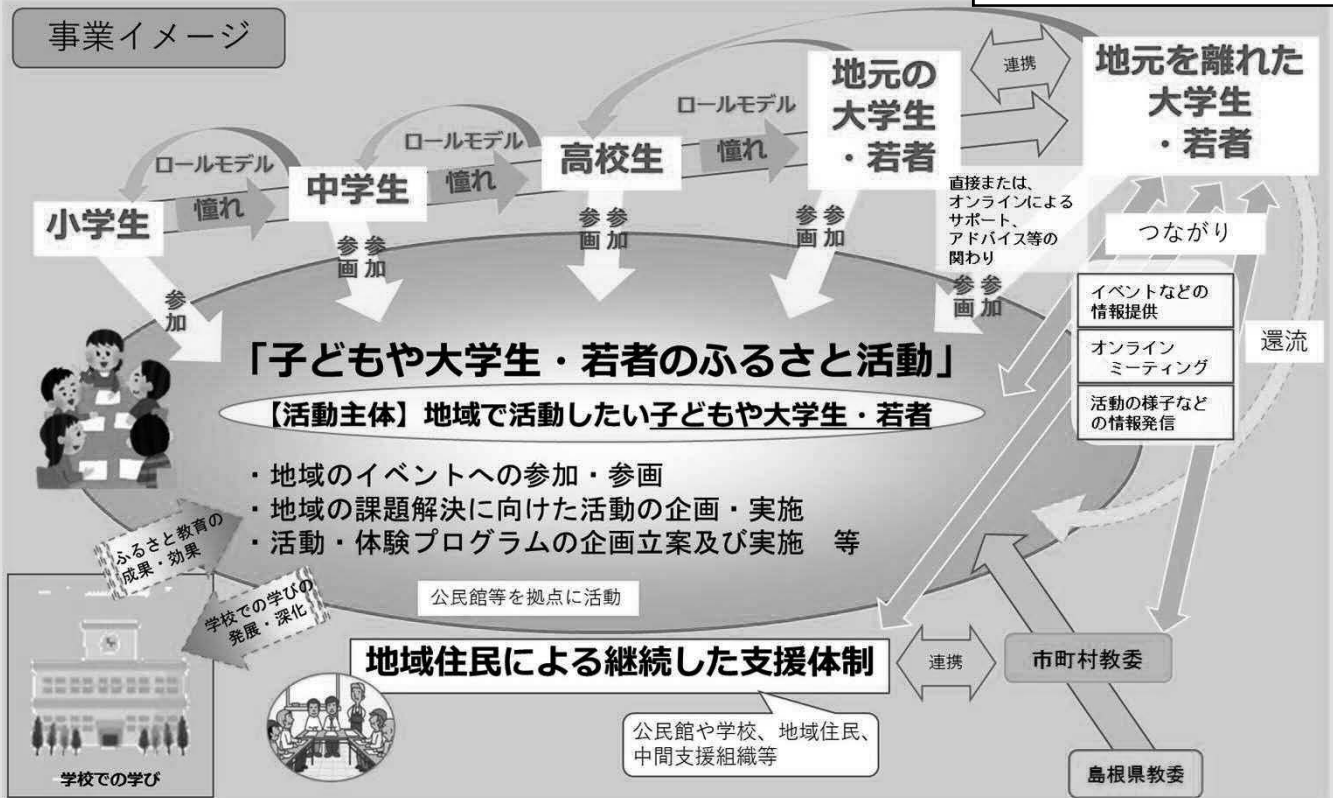 事業イメージ
小学生
ロールモデル
憧れ
中学生
ロールモデル
憧れ
高校生
ロールモデル
憧れ
地元の
大学生
・若者
連携
地元を離れた
大学生
・若者
参加
参画
参加
参画
参加
参画
参加
直接または、
オンラインによる
サポート、
アドバイス等の
関わり
参画
参加
つながり
イベントなどの
情報提供
オンライン
ミーティング
活動の様子など
の情報発信
還流
「子どもや大学生・若者のふるさと活動」
【活動主体】地域で活動したい子どもや大学生・若者
・地域のイベントへの参加・参画
・地域の課題解決に向けた活動の企画・実施
・活動・体験プログラムの企画立案及び実施 等
ふるさと教育の
成果・効果
学校での学びの
発展・深化
公民館等を拠点に活動
地域住民による継続した支援体制
連携
市町村教委
公民館や学校、地域住民、
中間支援組織等
島根県教委
学校での学び